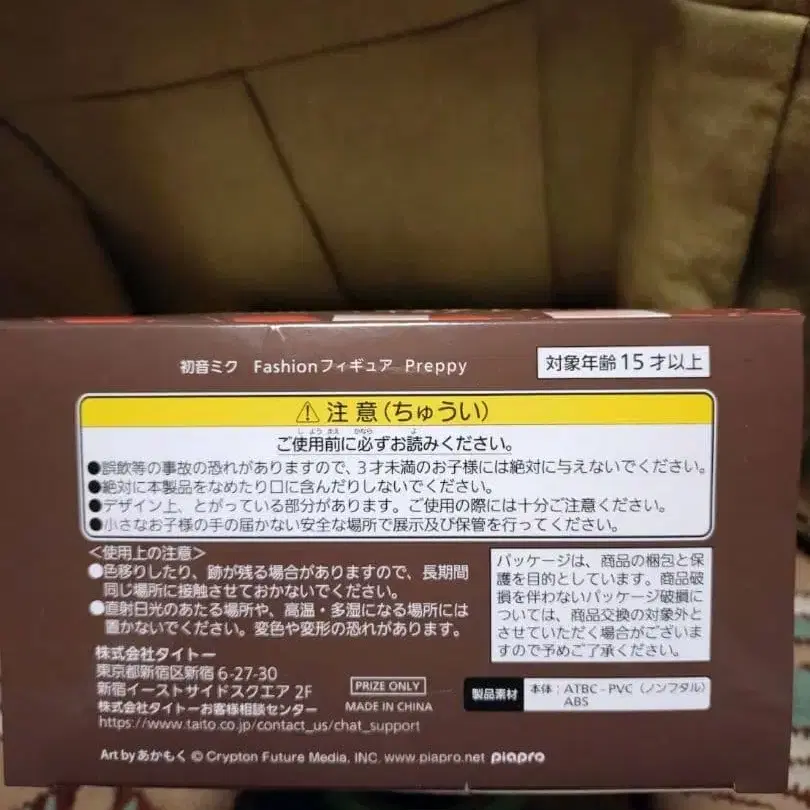 初音ミク Fashionフィギュア Preppy
対象年齢15才以上
⚠注意(ちゅうい)
ご使用前に必ずお読みください。
●誤飲等の事故の恐れがありますので、3才未満のお子様には絶対に与えないでください。
●絶対に本製品をなめたり口に含んだりしないでください。
●デザイン上、とがっている部分があります。ご使用の際には十分ご注意ください。
●小さなお子様の手の届かない安全な場所で展示及び保管を行ってください。
<使用上の注意>
●色移りしたり、跡が残る場合がありますので、長期間
同じ場所に接触させておかないでください。
●直射日光のあたる場所や、高温・多湿になる場所には
置かないでください。変色や変形の恐れがあります。
パッケージは、商品の梱包と保
護を目的としています。商品破
損を伴わないパッケージ破損に
ついては、商品交換の対象外と
させていただく場合がございま
すので予めご了承ください。
株式会社タイトー
東京都新宿区新宿6-27-30
新宿イーストサイドスクエア 2F
株式会社タイトーお客様相談センター
https://www.taito.co.jp/contact_us/chat_support
PRIZE ONLY
MADE IN CHINA
製品素材
本体:ATBC-PVC(ノンフタル)
ABS
Art by あかもく © Crypton Future Media, INC. www.piapro.net piapro